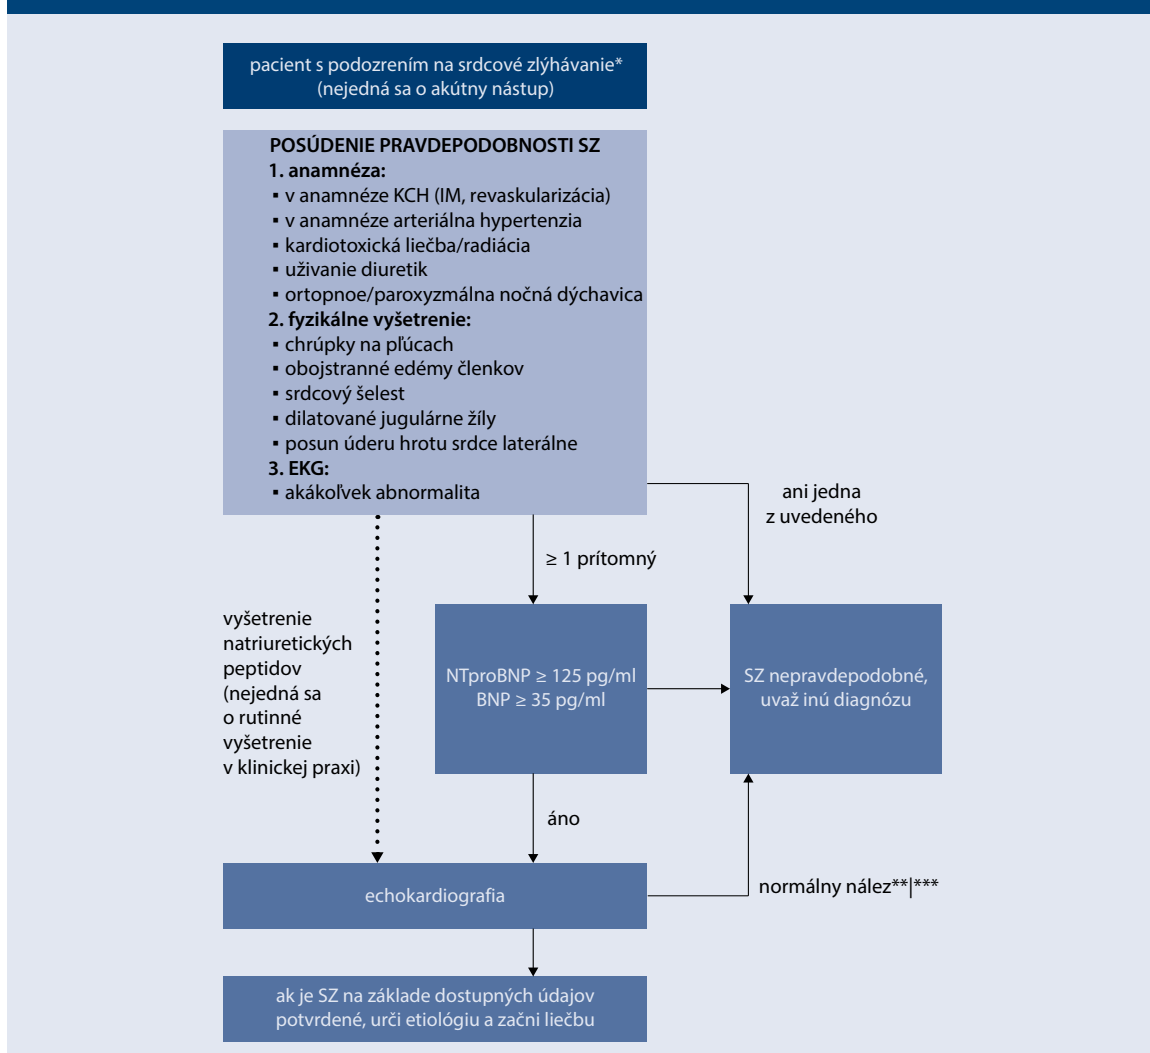 pacient s podozrením na srdcové zlýhávanie*
(nejedná sa o akútny nástup)
POSÚDENIE PRAVDEPODOBNOSTI SZ
1. anamnéza:
▪ v anamnéze KCH (IM, revaskularizácia)
▪ v anamnéze arteriálna hypertenzia
▪ kardiotoxická liečba/radiácia
▪ uživanie diuretik
▪ ortopnoe/paroxyzmálna nočná dýchavica
2. fyzikálne vyšetrenie:
▪ chrúpky na pľúcach
▪ obojstranné edémy členkov
▪ srdcový šelest
▪ dilatované jugulárne žíly
▪ posun úderu hrotu srdce laterálne
3. EKG:
▪ akákoľvek abnormalita
ani jedna
z uvedeného
≥ 1 prítomný
vyšetrenie
natriuretických
peptidov
(nejedná sa
o rutinné
vyšetrenie
v klinickej praxi)
NTproBNP ≥ 125 pg/ml
BNP ≥ 35 pg/ml
SZ nepravdepodobné,
uvaž inú diagnózu
áno
echokardiografia
normálny nález**|***
ak je SZ na základe dostupných údajov
potvrdené, urči etiológiu a začni liečbu